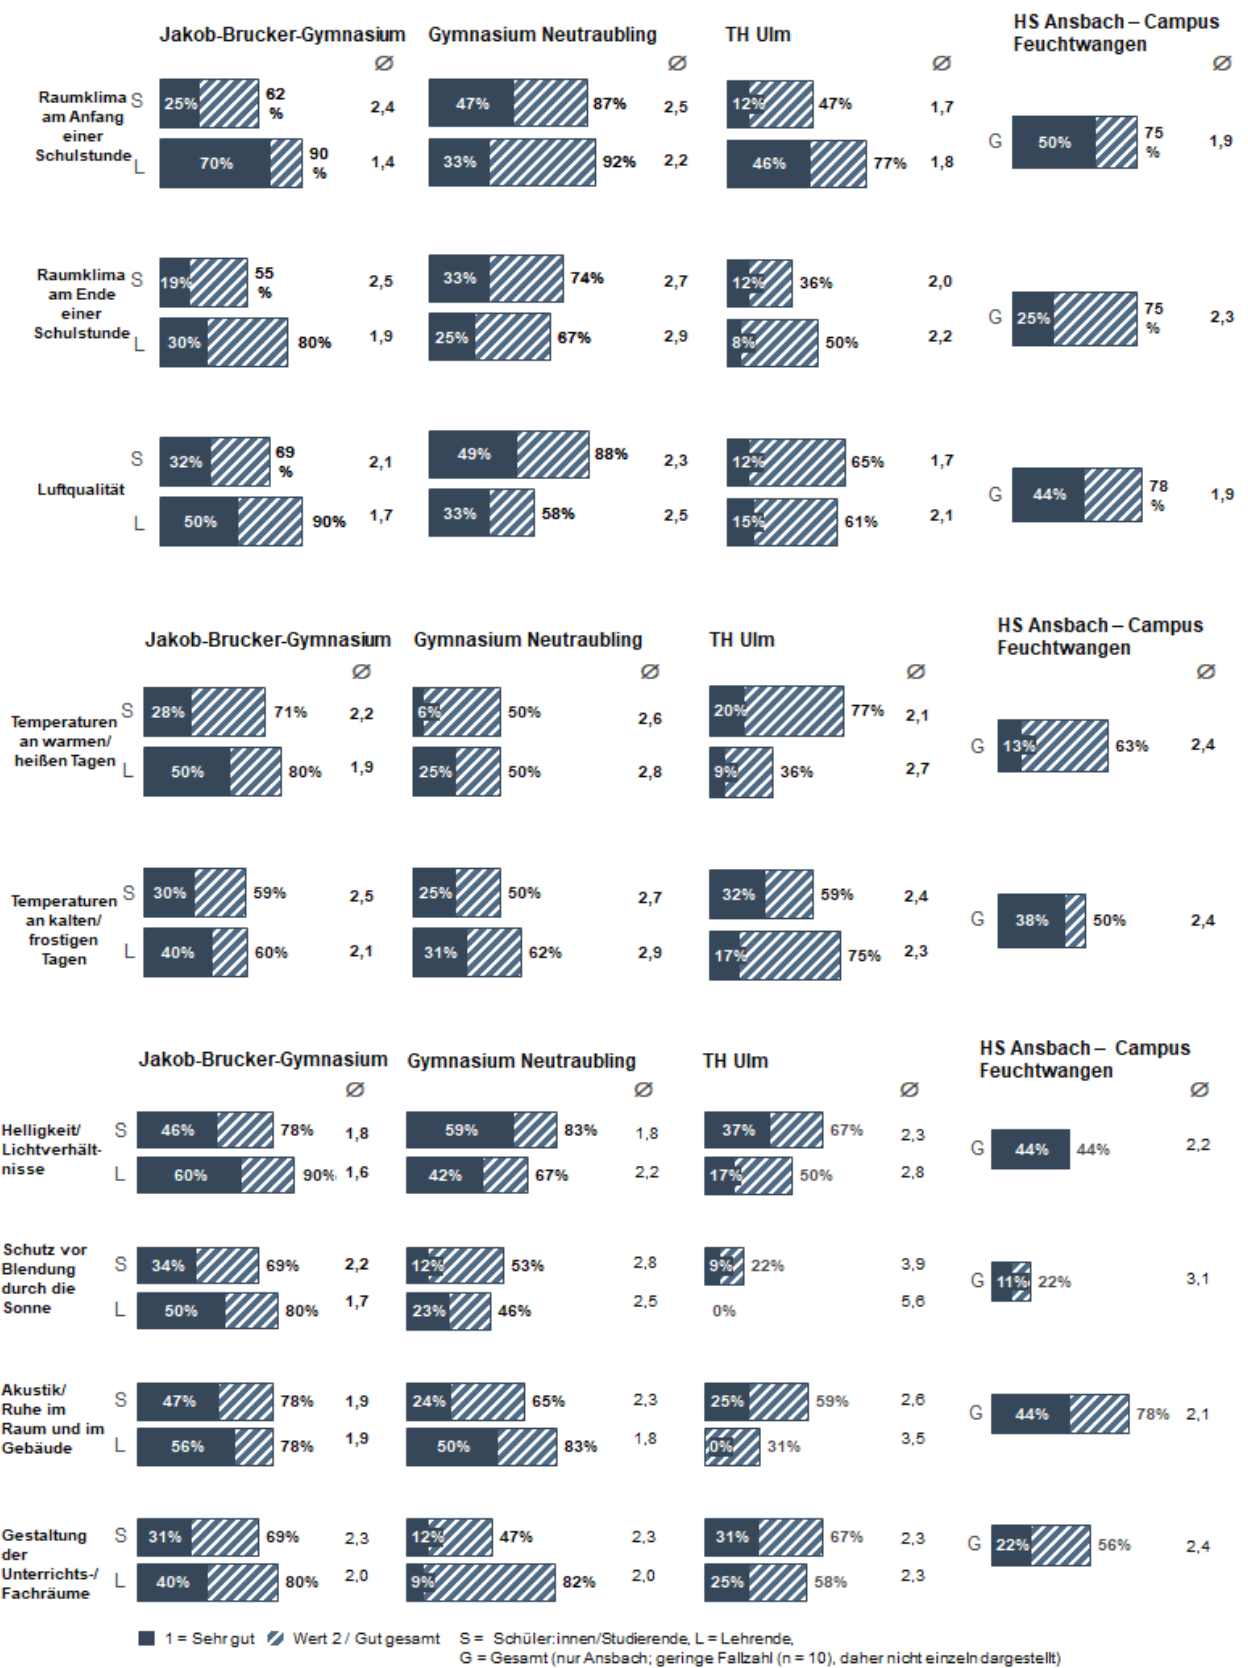 Jakob-Brucker-Gymnasium Gymnasium Neutraubling TH Ulm HS Ansbach – Campus
Feuchtwangen
Ø Ø Ø Ø
Raumklima
am Anfang
einer
Schulstunde
S 25% 62 % 2,4 47% 87% 2,5 12% 47% 1,7
L 70% 90 % 1,4 33% 92% 2,2 46% 77% 1,8
G 50% 75 % 1,9
Raumklima
am Ende
einer
Schulstunde
S 19% 55 % 2,5 33% 74% 2,7 12% 36% 2,0
L 30% 80% 1,9 25% 67% 2,9 8% 50% 2,2
G 25% 75 % 2,3
Luftqualität
S 32% 69 % 2,1 49% 88% 2,3 12% 65% 1,7
L 50% 90% 1,7 33% 58% 2,5 15% 61% 2,1
G 44% 78 % 1,9
Jakob-Brucker-Gymnasium Gymnasium Neutraubling TH Ulm HS Ansbach – Campus
Feuchtwangen
Ø Ø Ø Ø
Temperaturen
an warmen/
heißen Tagen
S 28% 71% 2,2 6% 50% 2,6 20% 77% 2,1
L 50% 80% 1,9 25% 50% 2,8 9% 36% 2,7
G 13% 63% 2,4
Temperaturen
an kalten/
frostigen
Tagen
S 30% 59% 2,5 25% 50% 2,7 32% 59% 2,4
L 40% 60% 2,1 31% 62% 2,9 17% 75% 2,3
G 38% 50% 2,4
Jakob-Brucker-Gymnasium Gymnasium Neutraubling TH Ulm HS Ansbach – Campus
Feuchtwangen
Ø Ø Ø Ø
Helligkeit/
Lichtverhält-
nisse
S 46% 78% 1,8 59% 83% 1,8 37% 67% 2,3
L 60% 90% 1,6 42% 67% 2,2 17% 50% 2,8
G 44% 44% 2,2
Schutz vor
Blendung
durch die
Sonne
S 34% 69% 2,2 12% 53% 2,8 9% 22% 3,9
L 50% 80% 1,7 23% 46% 2,5 0% 5,6
G 11% 22% 3,1
Akustik/
Ruhe im
Raum und im
Gebäude
S 47% 78% 1,9 24% 65% 2,3 25% 59% 2,6
L 56% 78% 1,9 50% 83% 1,8 0% 31% 3,5
G 44% 78% 2,1
Gestaltung
der
Unterrichts-/
Fachräume
S 31% 69% 2,3 12% 47% 2,3 31% 67% 2,3
L 40% 80% 2,0 9% 82% 2,0 25% 58% 2,3
G 22% 56% 2,4
1 = Sehr gut Wert 2 / Gut gesamt S = Schüler:innen/Studierende, L = Lehrende,
G = Gesamt (nur Ansbach; geringe Fallzahl (n = 10), daher nicht einzeln dargestellt)